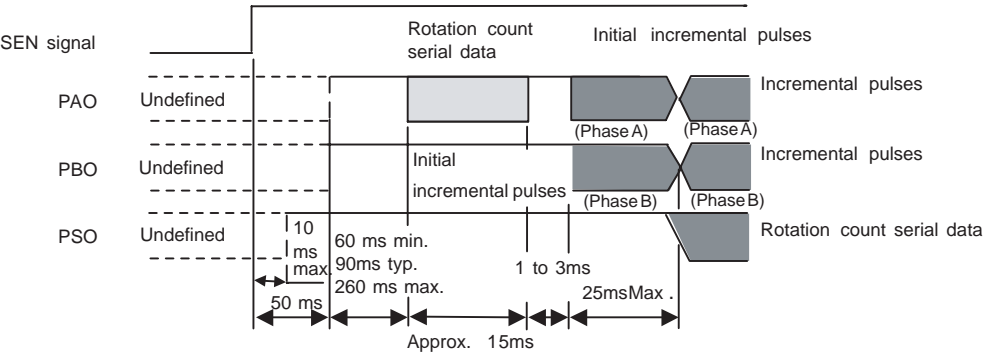 SEN signal
Rotation count
serial data
Initial incremental pulses
PAO
Undefined
Incremental pulses
(Phase A)
(Phase A)
PBO
Undefined
Initial
incremental pulses
Incremental pulses
(Phase B)
(Phase B)
PSO
Undefined
Rotation count serial data
10
ms
max.
60 ms min.
90ms typ.
260 ms max.
1 to 3ms
25msMax .
50 ms
Approx. 15ms